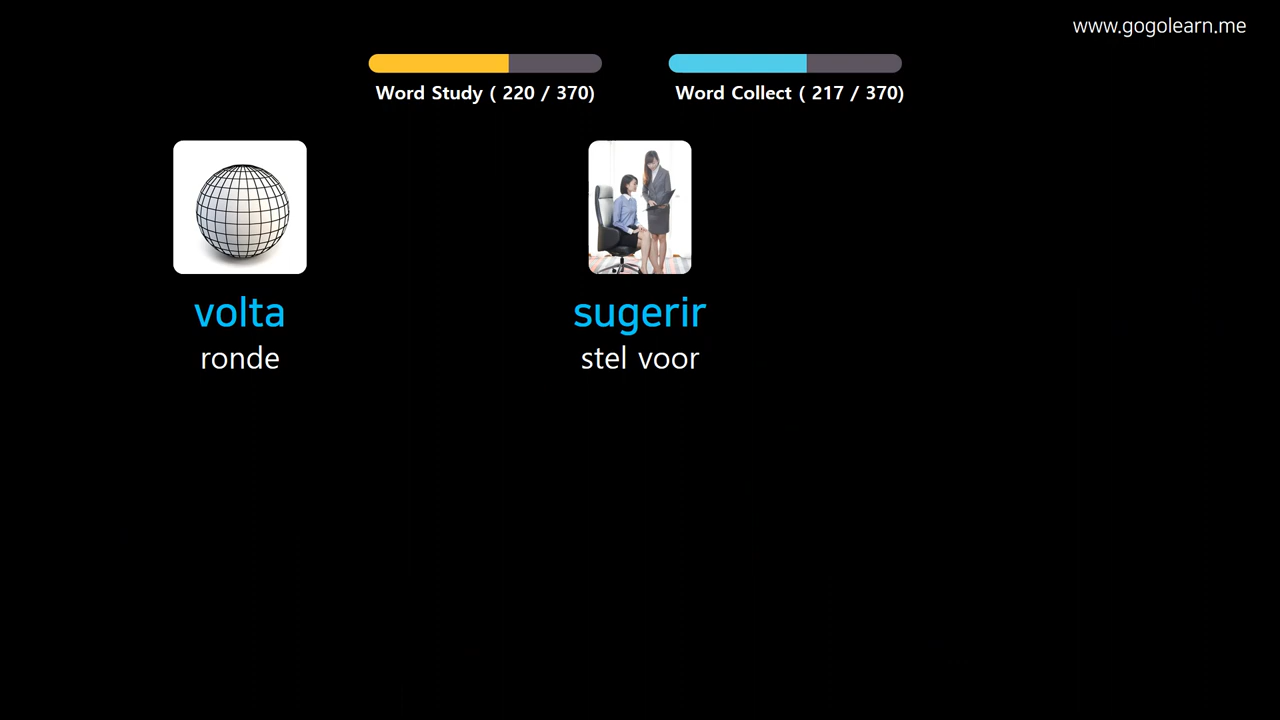 www.gogolearn.me
Word Study ( 220 / 370)
Word Collect ( 217 / 370)
volta
ronde
sugerir
stel voor